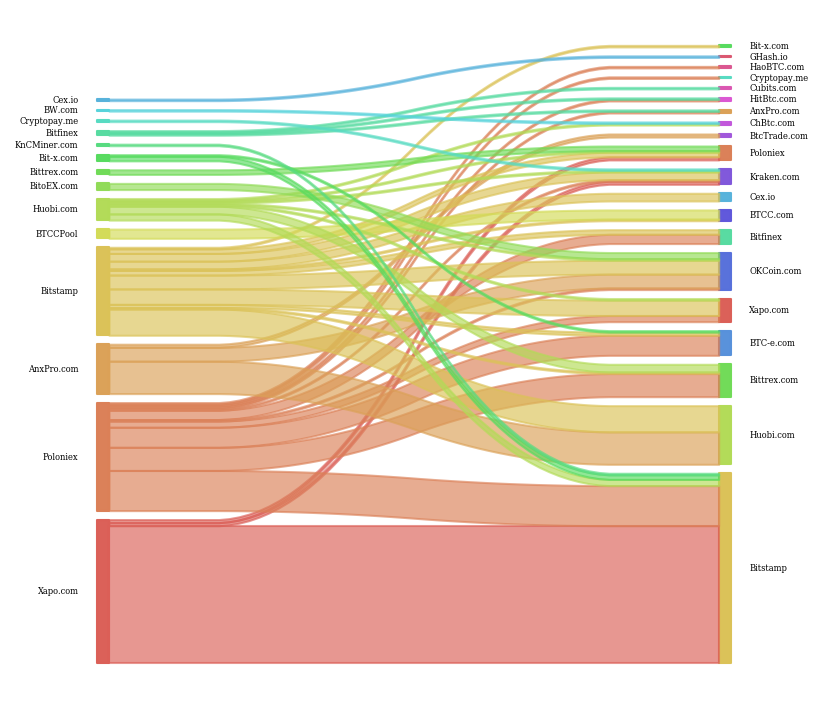 Cex.io
BW.com
Cryptopay.me
Bitfinex
KnCMiner.com
Bit-x.com
Bittrex.com
BitoEX.com
Huobi.com
BTCCPool
Bitstamp
AnxPro.com
Poloniex
Xapo.com
Bit-x.com
GHash.io
HaoBTC.com
Cryptopay.me
Cubits.com
HitBtc.com
AnxPro.com
ChBtc.com
BtcTrade.com
Poloniex
Kraken.com
Cex.io
BTCC.com
Bitfinex
OKCoin.com
Xapo.com
BTC-e.com
Bittrex.com
Huobi.com
Bitstamp